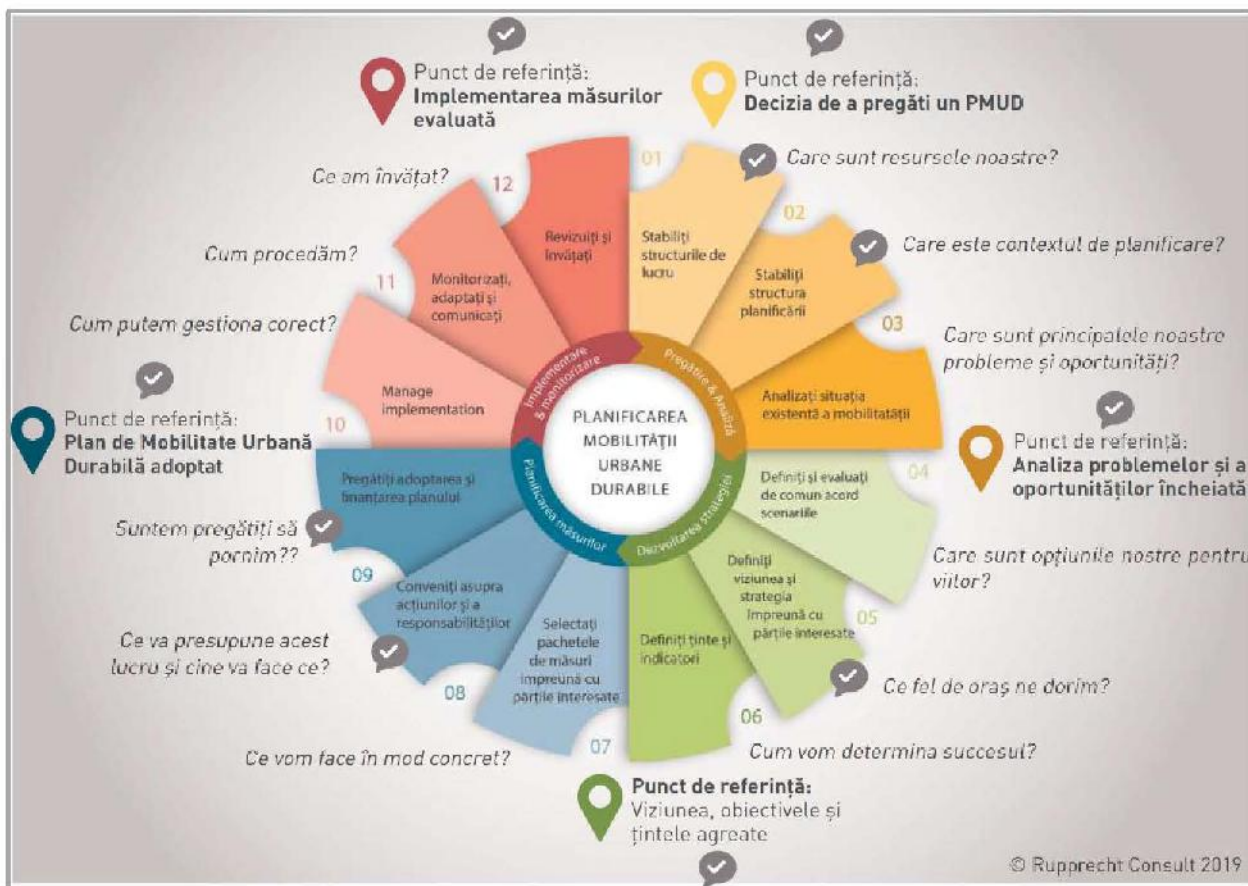 Punct de referință:
Implementarea măsurilor
evaluată
Punct de referință:
Decizia de a pregăti un PMUD
01
Care sunt resursele noastre?
Stabiliți
structurile de
lucru
02
Care este contextul de planificare?
Stabiliți
structura
planificării
03
Care sunt principalele noastre
probleme și oportunități?
Analizați situația
existentă a mobilitatății
Punct de referință:
Analiza problemelor și a
oportunităților încheiată
04
Definiți și evaluați
de comun acord
scenariile
Care sunt opțiunile nostre pentru
viilor?
05
Definiți
viziunea și
strategia
împreună cu
părțile interesate
Ce fel de oraș ne dorim?
06
Definiți ținte și
indicatori
Cum vom determina succesul?
Punct de referință:
Viziunea, obiectivele și
țintele agreate
07
Selectați
pachetele
de măsuri
împreună cu
părțile interesate
Ce vom face în mod concret?
08
Conveniți asupra
acțiunilor și a
responsabilităților
Ce va presupune acest
lucru și cine va face ce?
09
Pregătiți adoptarea și
finanțarea planului
Suntem pregătiți să
pornim??
Punct de referință:
Plan de Mobilitate Urbană
Durabilă adoptat
10
Manage
implementation
Cum putem gestiona corect?
11
Monitorizați,
adaptați și
comunicați
Cum procedăm?
12
Revizuiți și
învățați
Ce am învățat?
Implementare
& monitorizare
Pregătire & Analiză
Dezvoltarea strategiei
Planificarea măsurilor
PLANIFICAREA
MOBILITĂȚII
URBANE
DURABILE
© Rupprecht Consult 2019